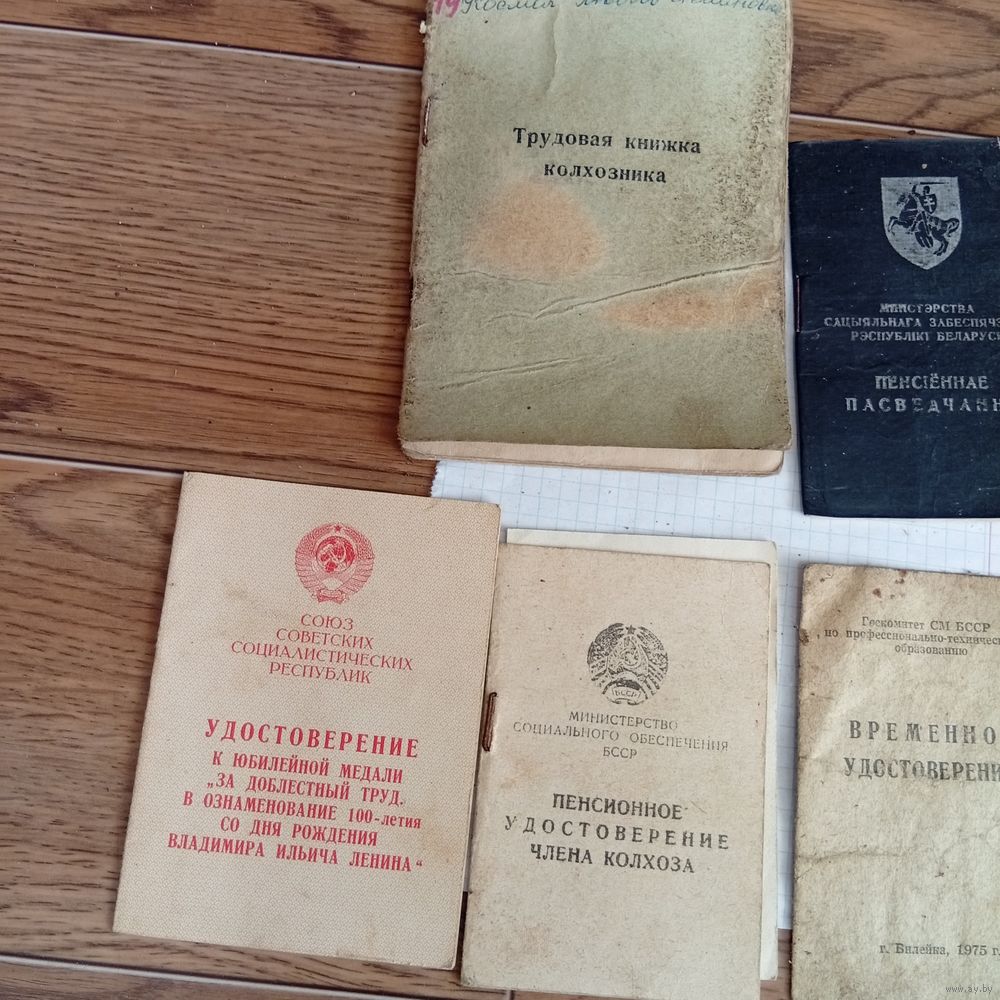 Трудовая книжка
колхозника
МІНІСТЭРСТВА
САЦЫЯЛЬНАГА ЗАБЕСПЯЧЭ
РЭСПУБЛІКІ БЕЛАРУС
ПЕНСІЁННАЕ
ПАСВЕДЧАНН
СОЮЗ
СОВЕТСКИХ
СОЦИАЛИСТИЧЕСКИХ
РЕСПУБЛИК
УДОСТОВЕРЕНИЕ
К ЮБИЛЕЙНОЙ МЕДАЛИ
„ЗА ДОБЛЕСТНЫЙ ТРУД.
В ОЗНАМЕНОВАНИЕ 100-летия
СО ДНЯ РОЖДЕНИЯ
ВЛАДИМИРА ИЛЬИЧА ЛЕНИНА“
БССР
МИНИСТЕРСТВО
СОЦИАЛЬНОГО ОБЕСПЕЧЕНИЯ
БССР
ПЕНСИОННОЕ
УДОСТОВЕРЕНИЕ
ЧЛЕНА КОЛХОЗА
Госкомитет СМ БССР
по профессионально-техническ
образованию
ВРЕМЕННО
УДОСТОВЕРЕНИ
г. Вилейка, 1975 г.
www.ay.by